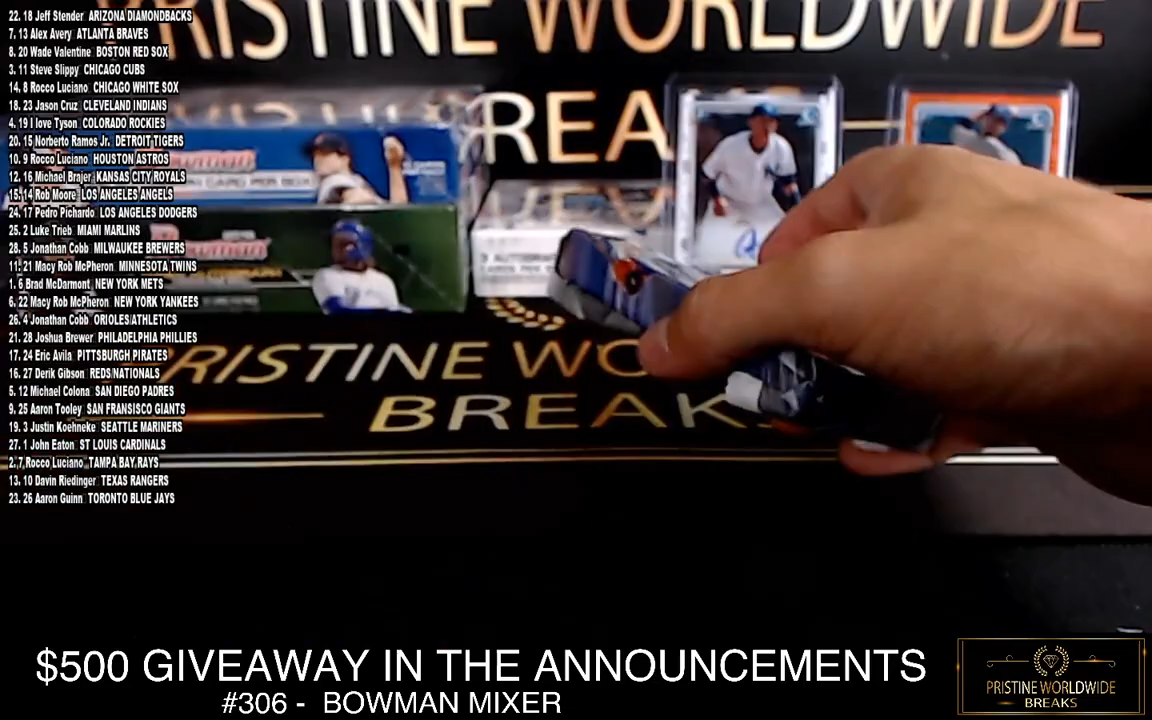 PRISTINE WORLDWIDE
BREA
22. 18 Jeff Stender ARIZONA DIAMONDBACKS
7. 13 Alex Avery ATLANTA BRAVES
8. 20 Wade Valentine BOSTON RED SOX
3. 11 Steve Slippy CHICAGO CUBS
14. 8 Rocco Luciano CHICAGO WHITE SOX
18. 23 Jason Cruz CLEVELAND INDIANS
4. 19 I love Tyson COLORADO ROCKIES
20. 15 Norberto Ramos Jr. DETROIT TIGERS
10. 9 Rocco Luciano HOUSTON ASTROS
12. 16 Michael Brajer KANSAS CITY ROYALS
15. 14 Rob Moore LOS ANGELES ANGELS
24. 17 Pedro Pichardo LOS ANGELES DODGERS
25. 2 Luke Trieb MIAMI MARLINS
28. 5 Jonathan Cobb MILWAUKEE BREWERS
11. 21 Macy Rob McPheron MINNESOTA TWINS
1. 6 Brad McDarmont NEW YORK METS
6. 22 Macy Rob McPheron NEW YORK YANKEES
26. 4 Jonathan Cobb ORIOLES/ATHLETICS
21. 28 Joshua Brewer PHILADELPHIA PHILLIES
17. 24 Eric Avila PITTSBURGH PIRATES
16. 27 Derik Gibson REDS/NATIONALS
5. 12 Michael Colona SAN DIEGO PADRES
9. 25 Aaron Tooley SAN FRANSISCO GIANTS
19. 3 Justin Koehneke SEATTLE MARINERS
27. 1 John Eaton ST LOUIS CARDINALS
2. 7 Rocco Luciano TAMPA BAY RAYS
13. 10 Davin Riedinger TEXAS RANGERS
23. 26 Aaron Guinn TORONTO BLUE JAYS
Bowman
CARD PER BOX
Bowman
PRISTINE WO
BREAK
$500 GIVEAWAY IN THE ANNOUNCEMENTS
#306 - BOWMAN MIXER
PRISTINE WORLDWIDE
BREAKS